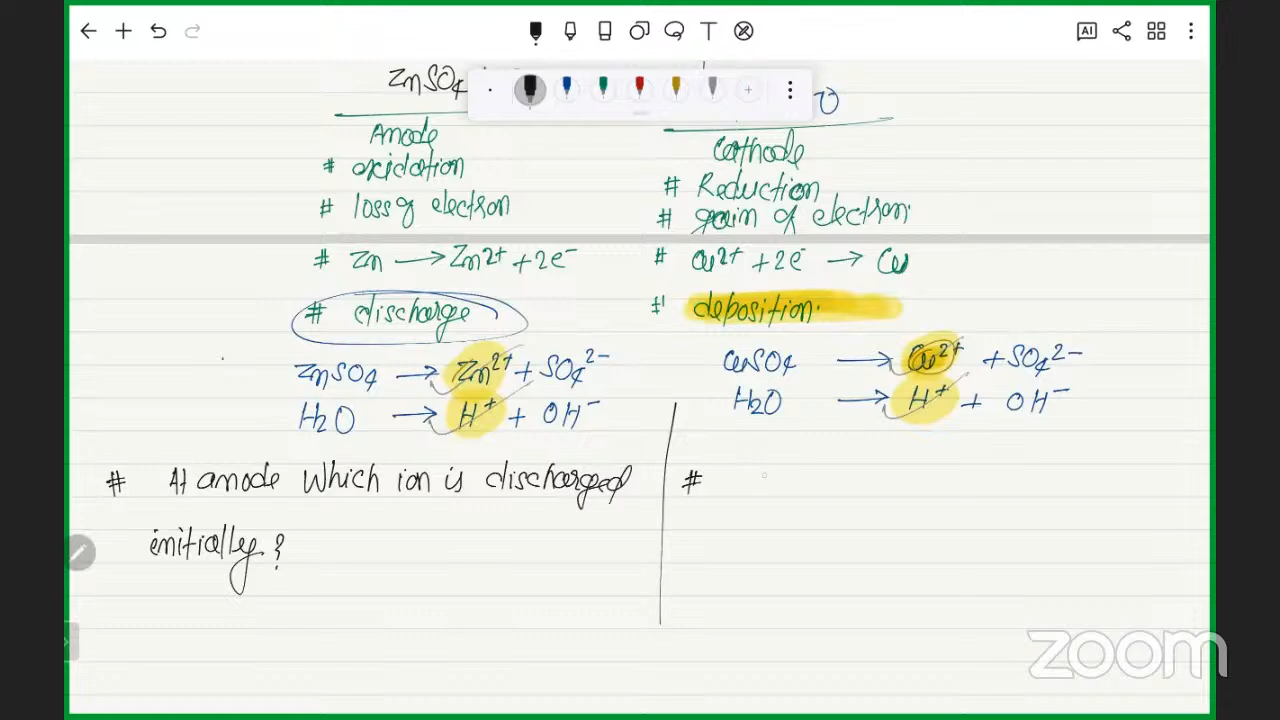 AI
T
ZnSO4
Anode
# oxidation
# loss of electron
# Zn → Zn2+ + 2e-
# discharge
ZnSO4 → Zn2+ + SO4 2-
H2O → H+ + OH-
# At anode Which ion is discharged
initially?
O
Cathode
# Reduction
# gain of electron.
# Cu2+ + 2e- → Cu
# deposition.
CuSO4 → Cu2+ + SO4 2-
H2O → H+ + OH-
#
zoom